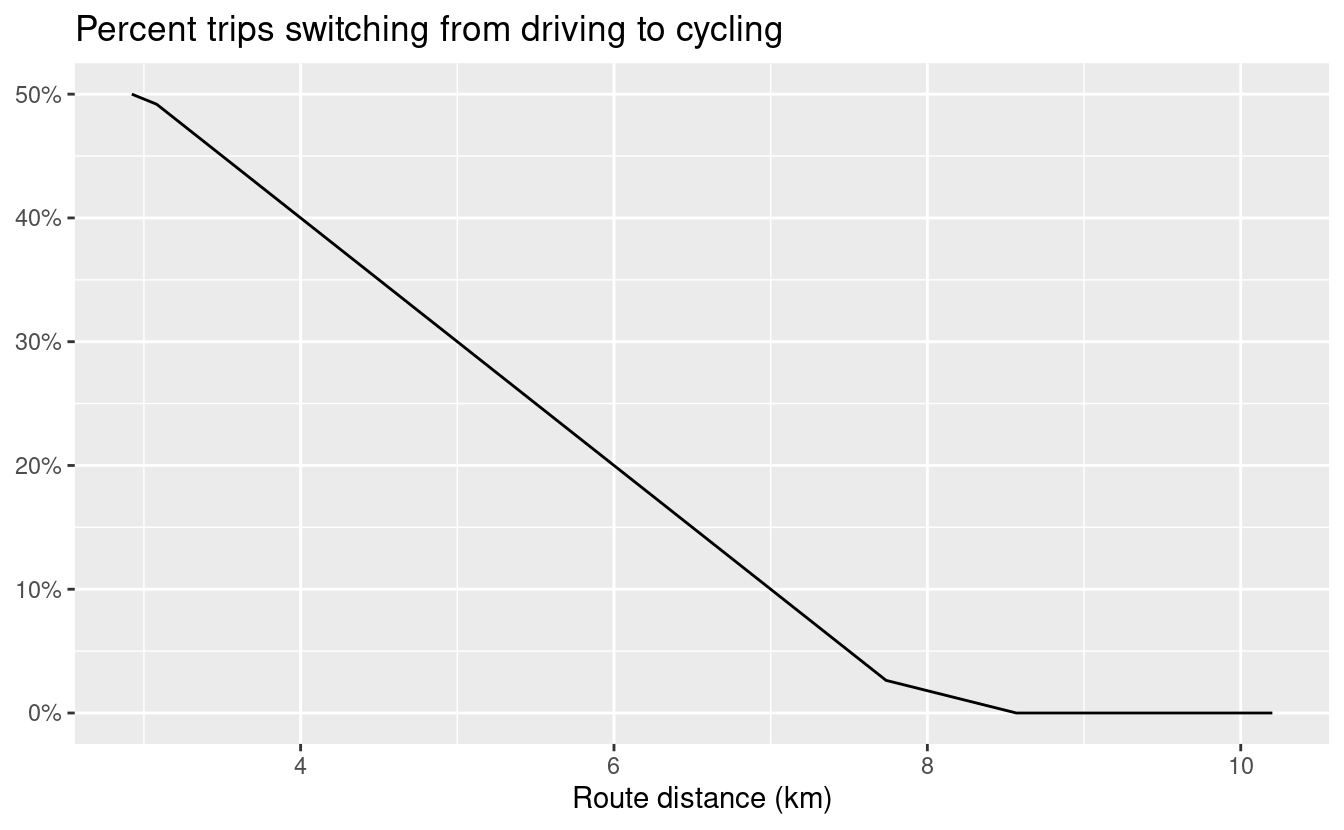 Percent trips switching from driving to cycling
50%
40%
30%
20%
10%
0%
4 6 8 10
Route distance (km)